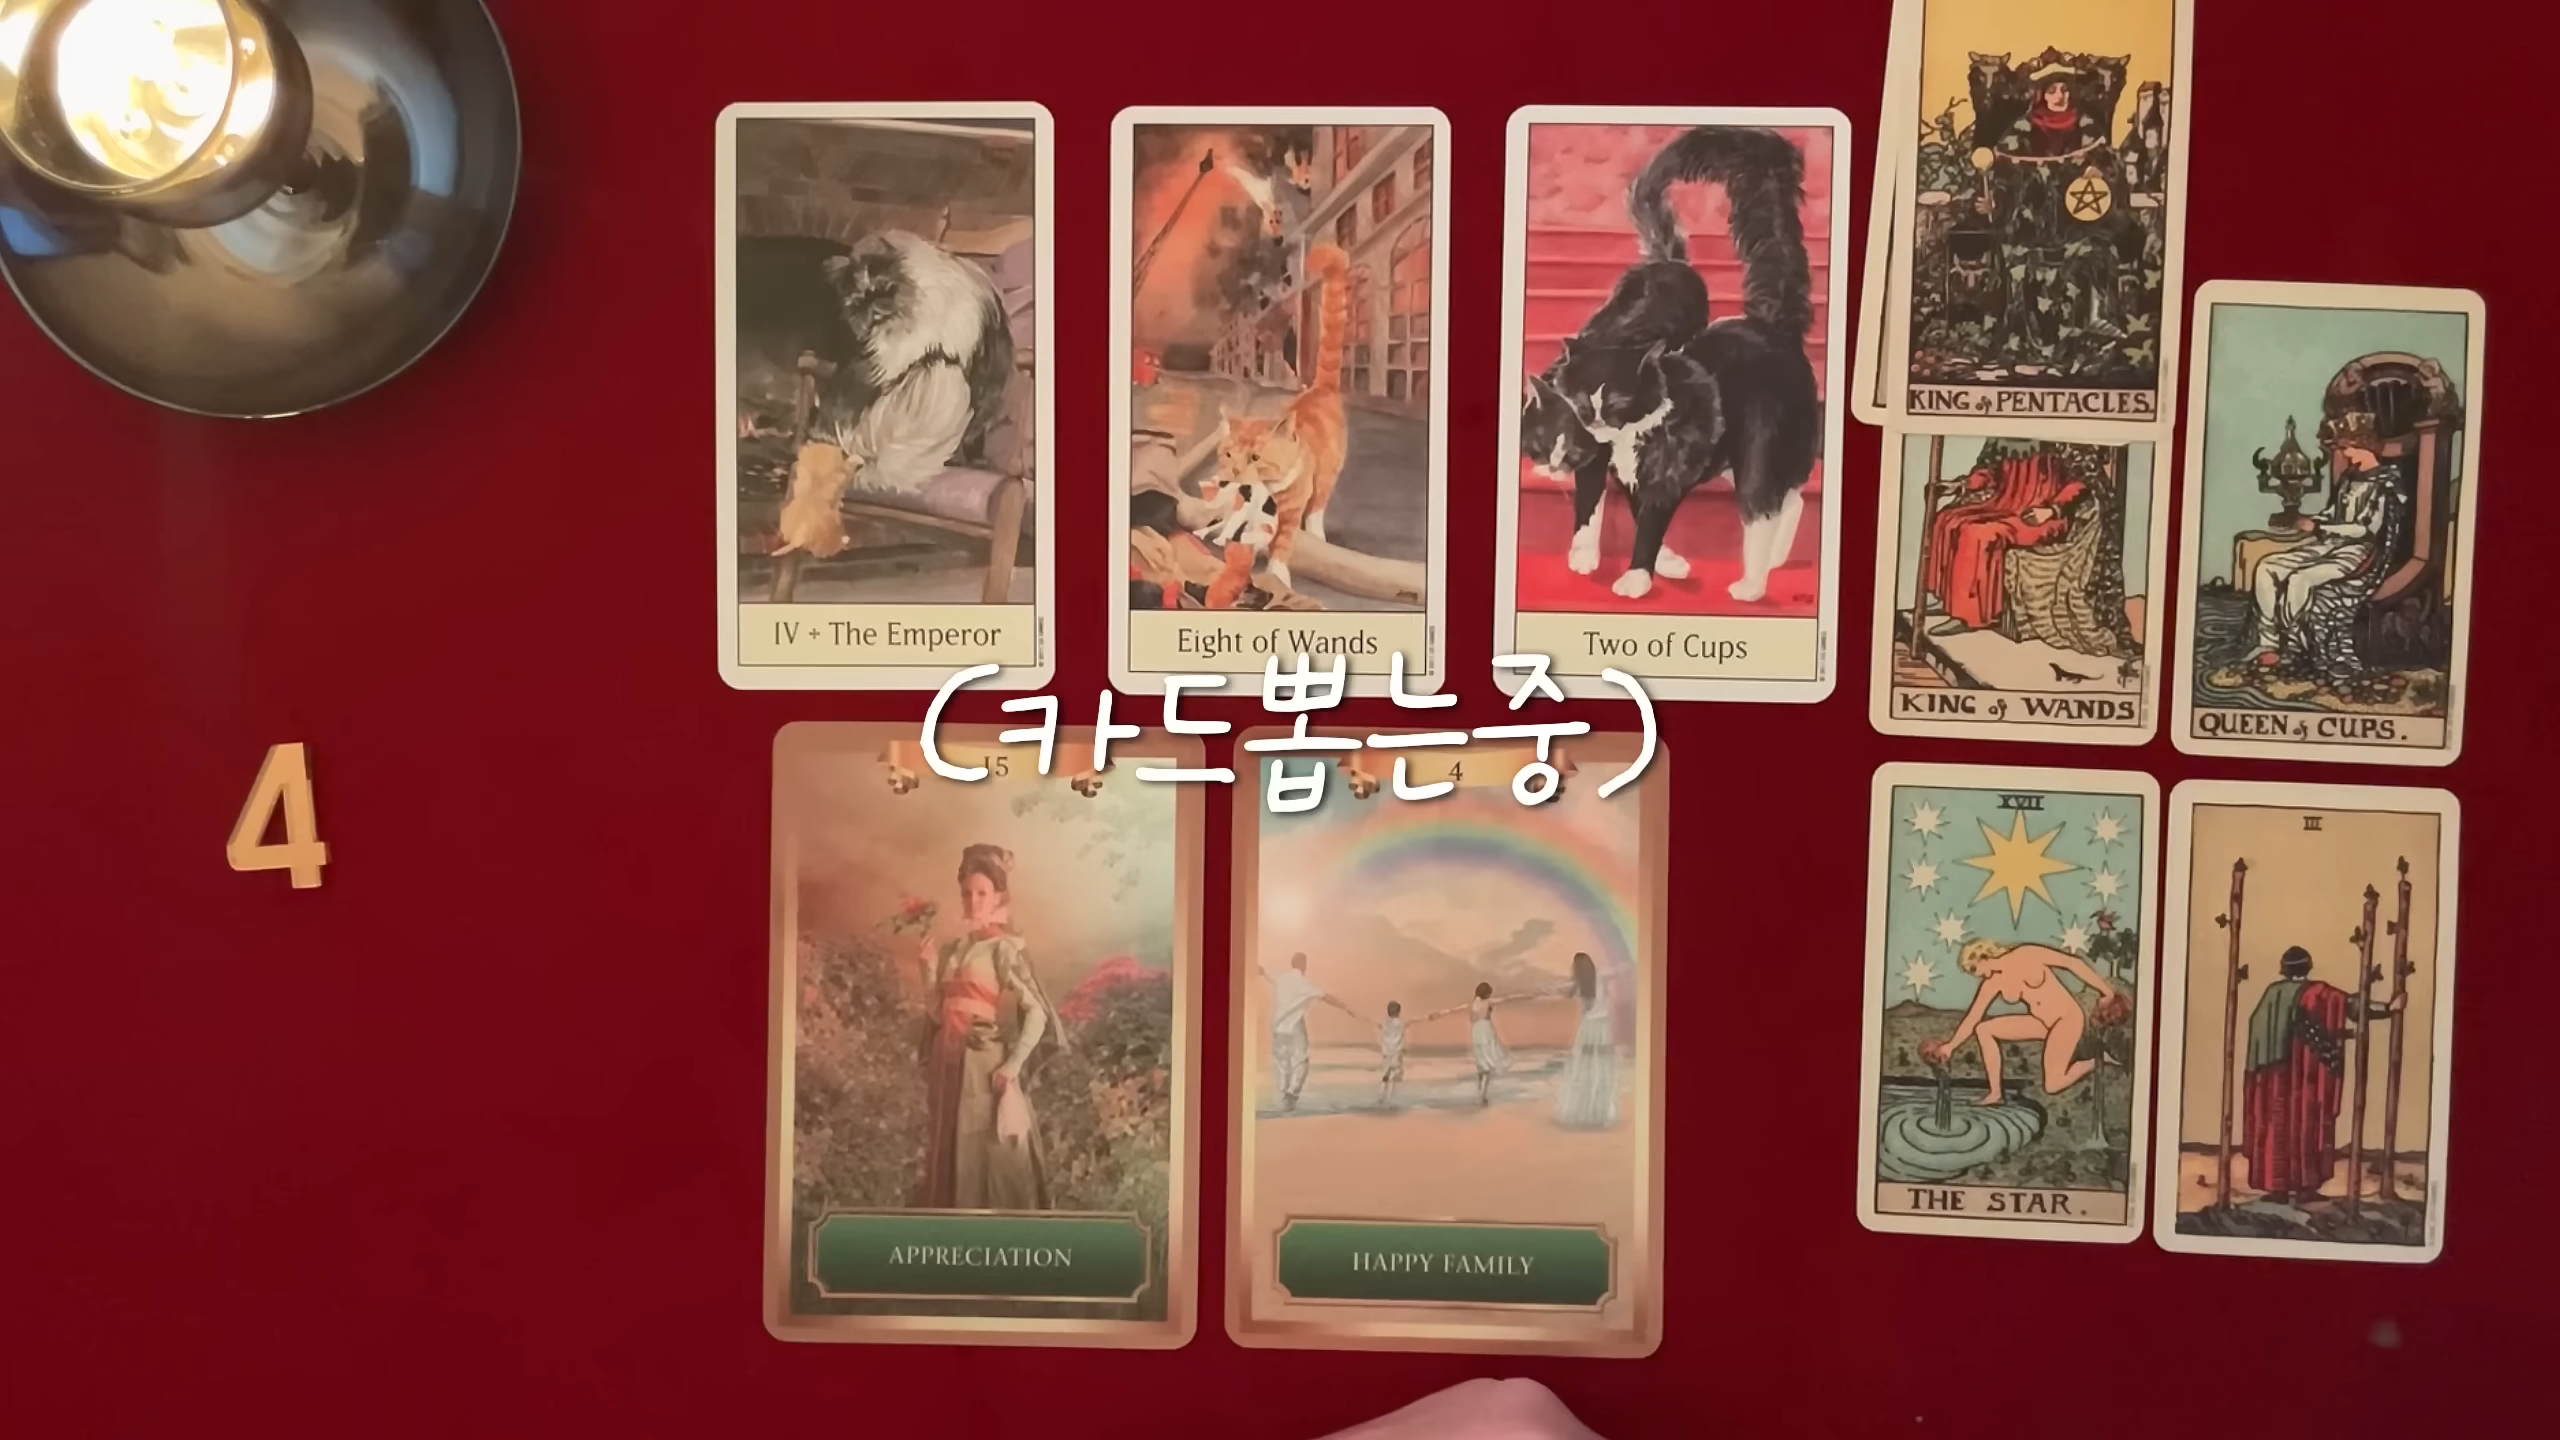 KING of PENTACLES.
IV + The Emperor
Eight of Wands
Two of Cups
KING of WANDS
QUEEN of CUPS.
(카드뽑는중)
15
4
4
XVII
III
APPRECIATION
HAPPY FAMILY
THE STAR.